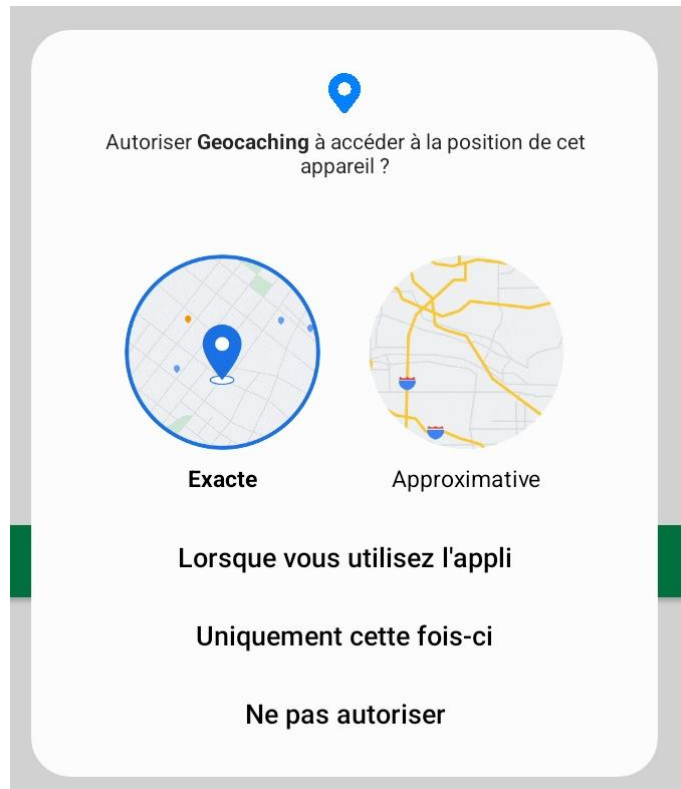 Autoriser Geocaching à accéder à la position de cet
appareil ?
Exacte
Approximative
Lorsque vous utilisez l'appli
Uniquement cette fois-ci
Ne pas autoriser